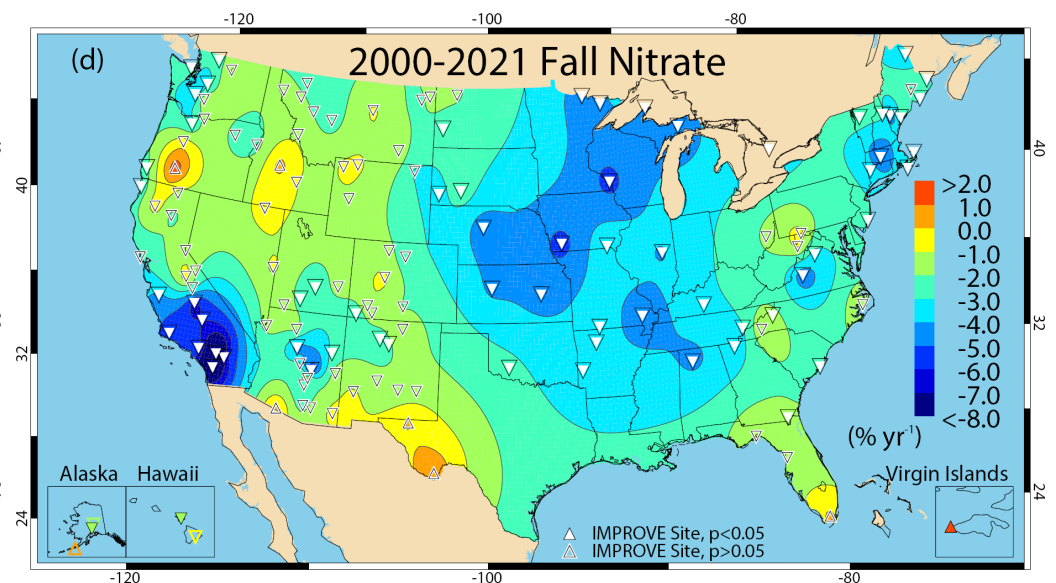 -120 -100 -80
(d) 2000-2021 Fall Nitrate
40 40
>2.0
1.0
0.0
-1.0
-2.0
-3.0
-4.0
-5.0
-6.0
-7.0
<-8.0
(% yr-1)
32 32
24 24
Alaska Hawaii
Virgin Islands
IMPROVE Site, p<0.05
IMPROVE Site, p>0.05
-120 -100 -80